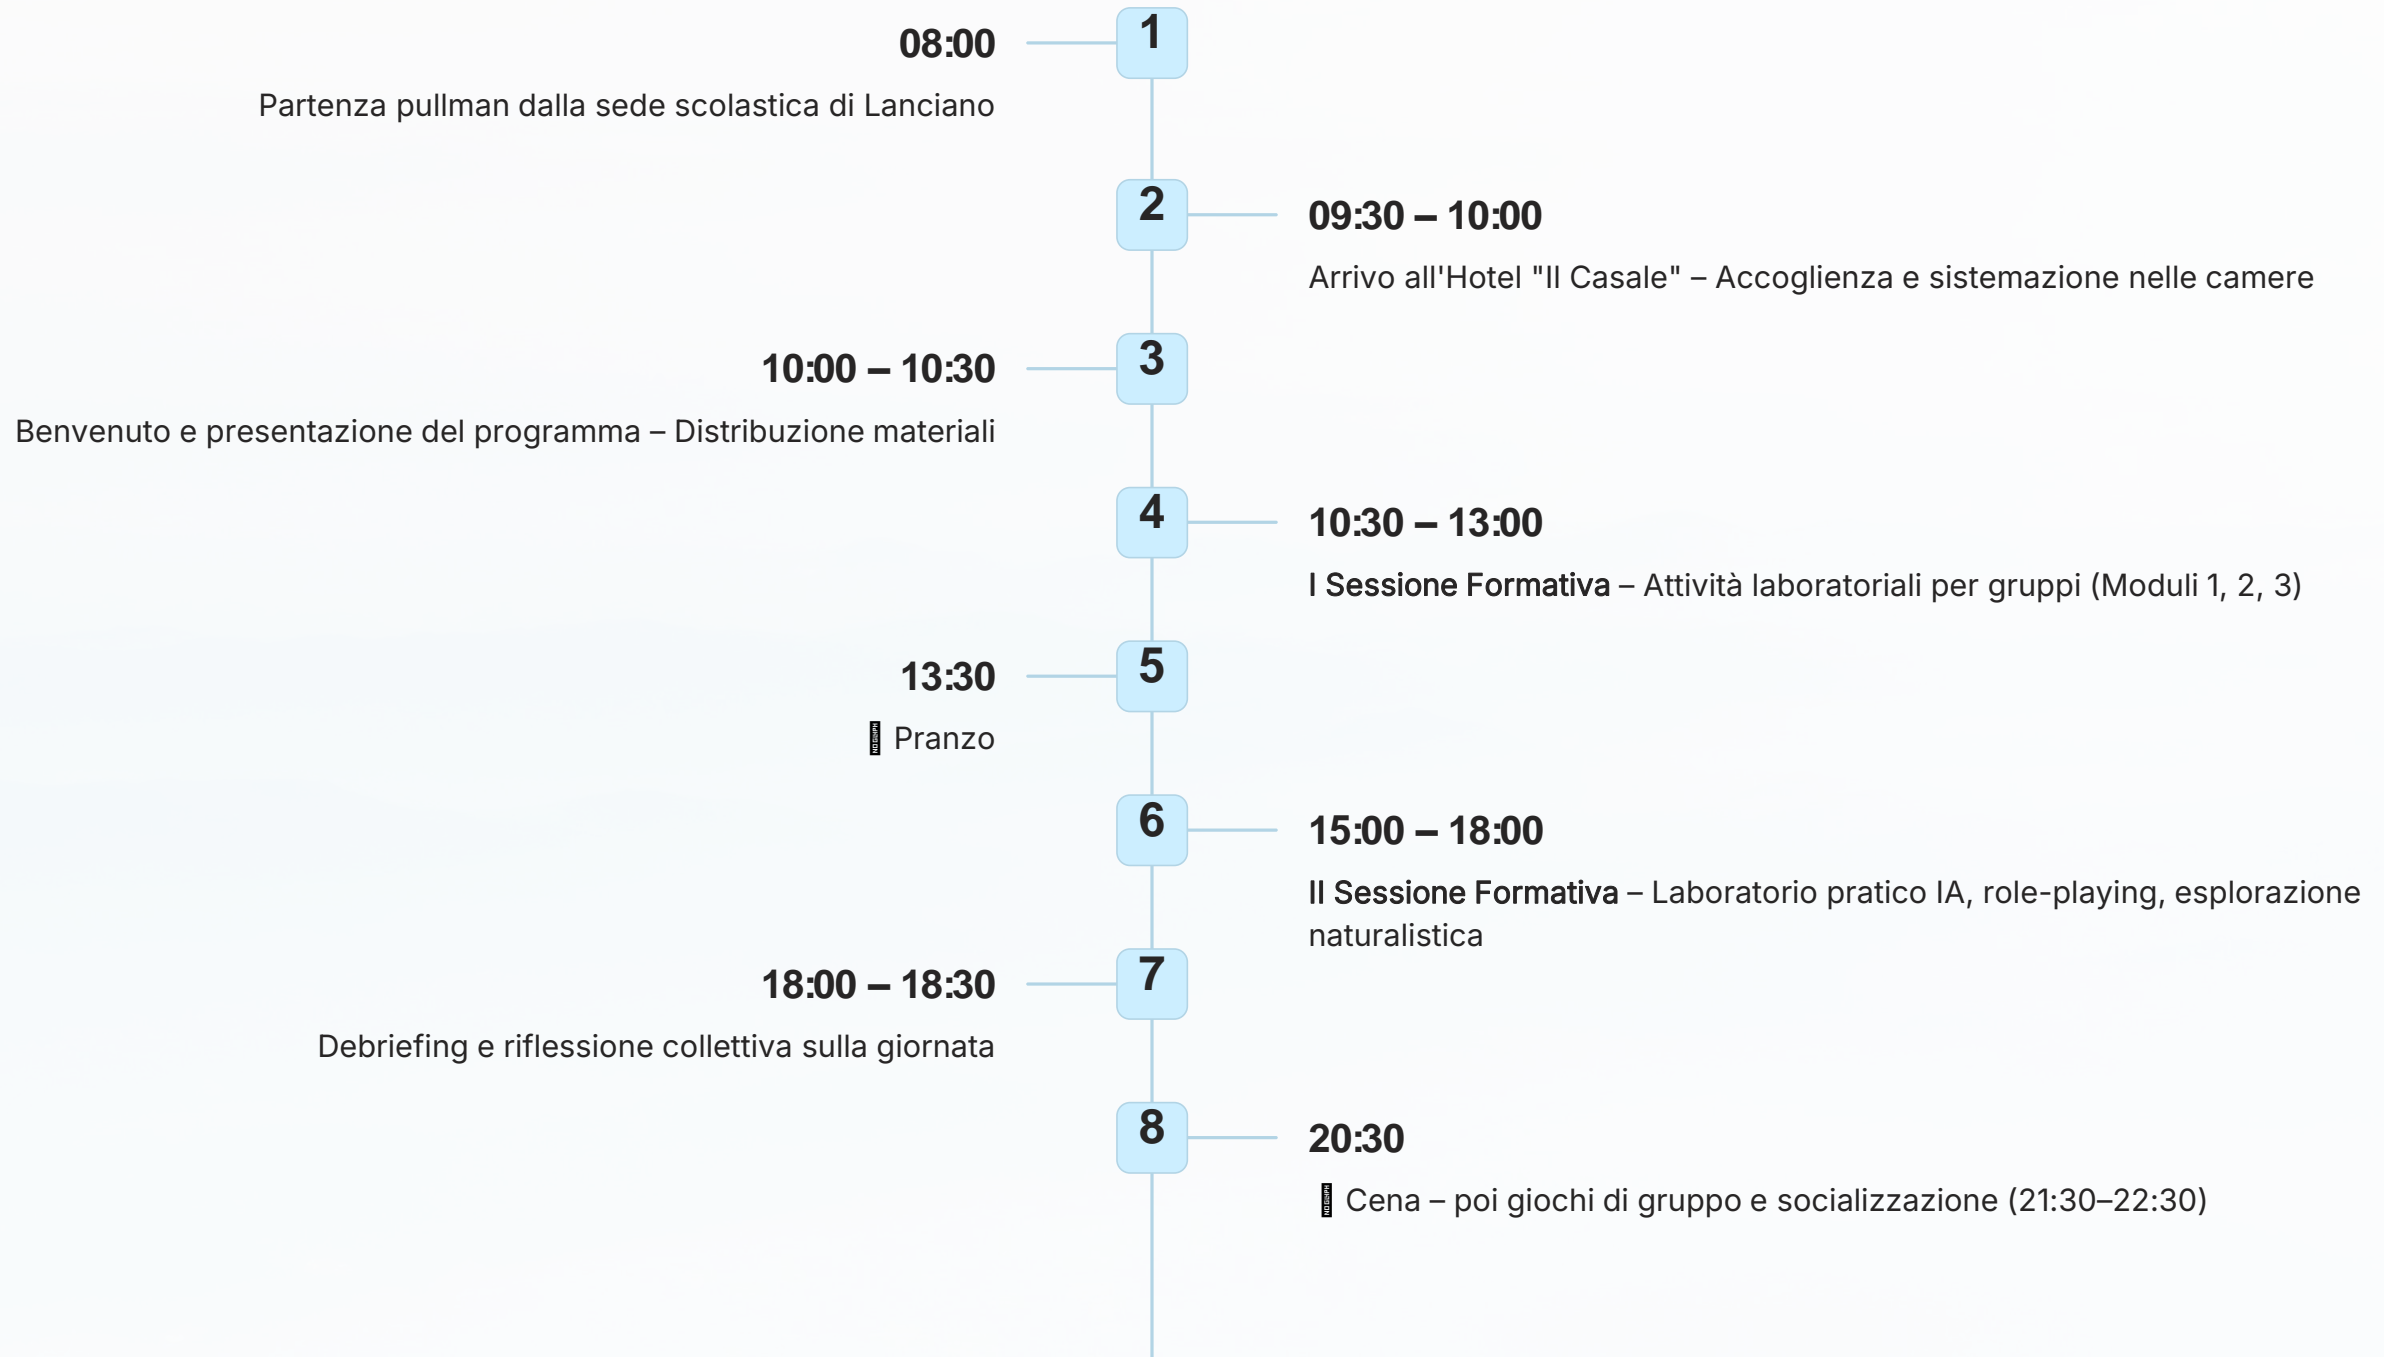 1
08:00
Partenza pullman dalla sede scolastica di Lanciano
2
09:30 – 10:00
Arrivo all'Hotel "Il Casale" – Accoglienza e sistemazione nelle camere
3
10:00 – 10:30
Benvenuto e presentazione del programma – Distribuzione materiali
4
10:30 – 13:00
I Sessione Formativa – Attività laboratoriali per gruppi (Moduli 1, 2, 3)
5
13:30
Pranzo
6
15:00 – 18:00
II Sessione Formativa – Laboratorio pratico IA, role-playing, esplorazione
naturalistica
7
18:00 – 18:30
Debriefing e riflessione collettiva sulla giornata
8
20:30
Cena – poi giochi di gruppo e socializzazione (21:30–22:30)